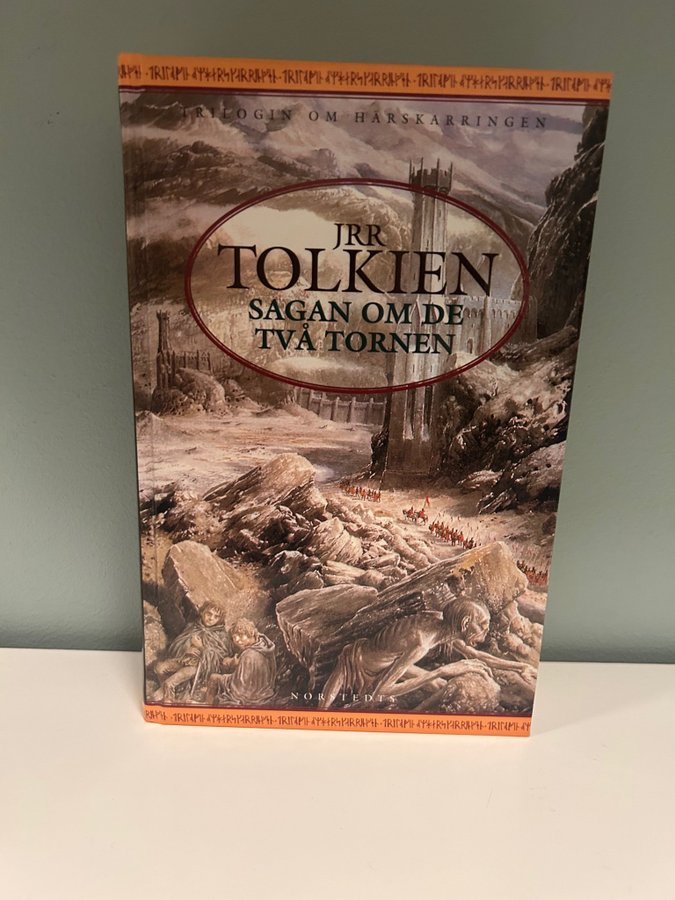 TRILOGIN OM HÄRSKARRINGEN
JRR
TOLKIEN
SAGAN OM DE
TVÅ TORNEN
NORSTEDTS